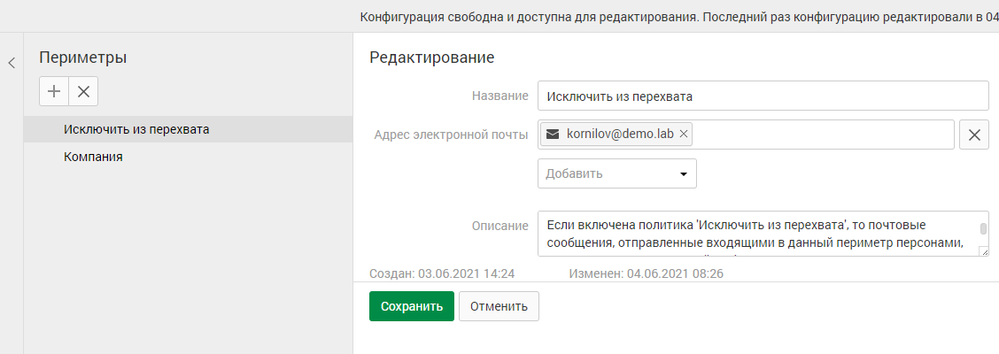 Конфигурация свободна и доступна для редактирования. Последний раз конфигурацию редактировали в 04
Периметры
Исключить из перехвата
Компания
Редактирование
Название
Исключить из перехвата
Адрес электронной почты
kornilov@demo.lab
Добавить
Описание
Если включена политика 'Исключить из перехвата', то почтовые
сообщения, отправленные входящими в данный периметр персонами,
Создан: 03.06.2021 14:24
Изменен: 04.06.2021 08:26
Сохранить
Отменить